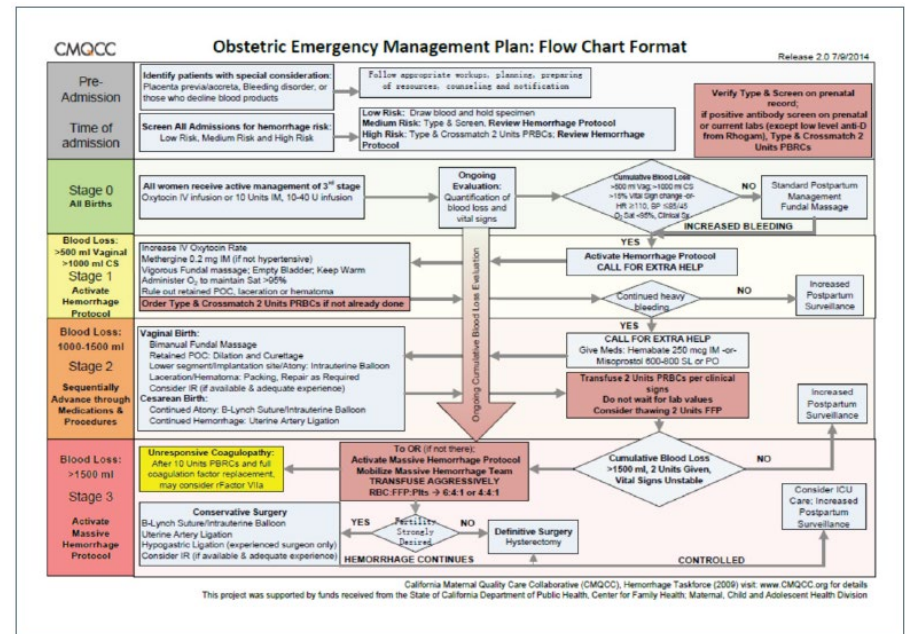 CMQCC
Obstetric Emergency Management Plan: Flow Chart Format
Release 2.0 7/9/2014
Pre-
Admission
Identify patients with special consideration:
Placenta previa/accreta, Bleeding disorder, or
those who decline blood products
Follow appropriate workups, planning, preparing
of resources, counseling and notification
Time of
admission
Screen All Admissions for hemorrhage risk:
Low Risk, Medium Risk and High Risk
Low Risk: Draw blood and hold specimen
Medium Risk: Type & Screen, Review Hemorrhage Protocol
High Risk: Type & Crossmatch 2 Units PRBCs; Review Hemorrhage
Protocol
Verify Type & Screen on prenatal
record;
if positive antibody screen on prenatal
or current labs (except low level anti-D
from Rhogam), Type & Crossmatch 2
Units PBRCs
Stage 0
All Births
All women receive active management of 3rd stage
Oxytocin IV infusion or 10 Units IM, 10-40 U infusion
Ongoing
Evaluation:
Quantification of
blood loss and
vital signs
Cumulative Blood Loss
>500 ml Vag; >1000 ml CS
>15% Vital Sign change -or-
HR ≥110, BP ≤85/45
O2 Sat <95%, Clinical Sx
NO
Standard Postpartum
Management
Fundal Massage
INCREASED BLEEDING
YES
Blood Loss:
>500 ml Vaginal
>1000 ml CS
Stage 1
Activate
Hemorrhage
Protocol
Increase IV Oxytocin Rate
Methergine 0.2 mg IM (if not hypertensive)
Vigorous Fundal massage; Empty Bladder; Keep Warm
Administer O2 to maintain Sat >95%
Rule out retained POC, laceration or hematoma
Order Type & Crossmatch 2 Units PRBCs if not already done
Activate Hemorrhage Protocol
CALL FOR EXTRA HELP
Continued heavy
bleeding
NO
Increased
Postpartum
Surveillance
YES
Ongoing Cumulative Blood Loss Evaluation
Blood Loss:
1000-1500 ml
Stage 2
Sequentially
Advance through
Medications &
Procedures
Vaginal Birth:
Bimanual Fundal Massage
Retained POC: Dilation and Curettage
Lower segment/Implantation site/Atony: Intrauterine Balloon
Laceration/Hematoma: Packing, Repair as Required
Consider IR (if available & adequate experience)
Cesarean Birth:
Continued Atony: B-Lynch Suture/Intrauterine Balloon
Continued Hemorrhage: Uterine Artery Ligation
CALL FOR EXTRA HELP
Give Meds: Hemabate 250 mcg IM -or-
Misoprostol 600-800 SL or PO
Transfuse 2 Units PRBCs per clinical
signs
Do not wait for lab values
Consider thawing 2 Units FFP
Increased
Postpartum
Surveillance
Blood Loss:
>1500 ml
Stage 3
Activate
Massive
Hemorrhage
Protocol
Unresponsive Coagulopathy:
After 10 Units PBRCs and full
coagulation factor replacement,
may consider rFactor VIIa
To OR (if not there);
Activate Massive Hemorrhage Protocol
Mobilize Massive Hemorrhage Team
TRANSFUSE AGGRESSIVELY
RBC:FFP:Plts → 6:4:1 or 4:4:1
Cumulative Blood Loss
>1500 ml, 2 Units Given,
Vital Signs Unstable
NO
YES
Conservative Surgery
B-Lynch Suture/Intrauterine Balloon
Uterine Artery Ligation
Hypogastric Ligation (experienced surgeon only)
Consider IR (if available & adequate experience)
YES
Fertility
Strongly
Desired
NO
Definitive Surgery
Hysterectomy
Consider ICU
Care; Increased
Postpartum
Surveillance
HEMORRHAGE CONTINUES
CONTROLLED
California Maternal Quality Care Collaborative (CMQCC), Hemorrhage Taskforce (2009) visit: www.CMQCC.org for details
This project was supported by funds received from the State of California Department of Public Health, Center for Family Health; Maternal, Child and Adolescent Health Division